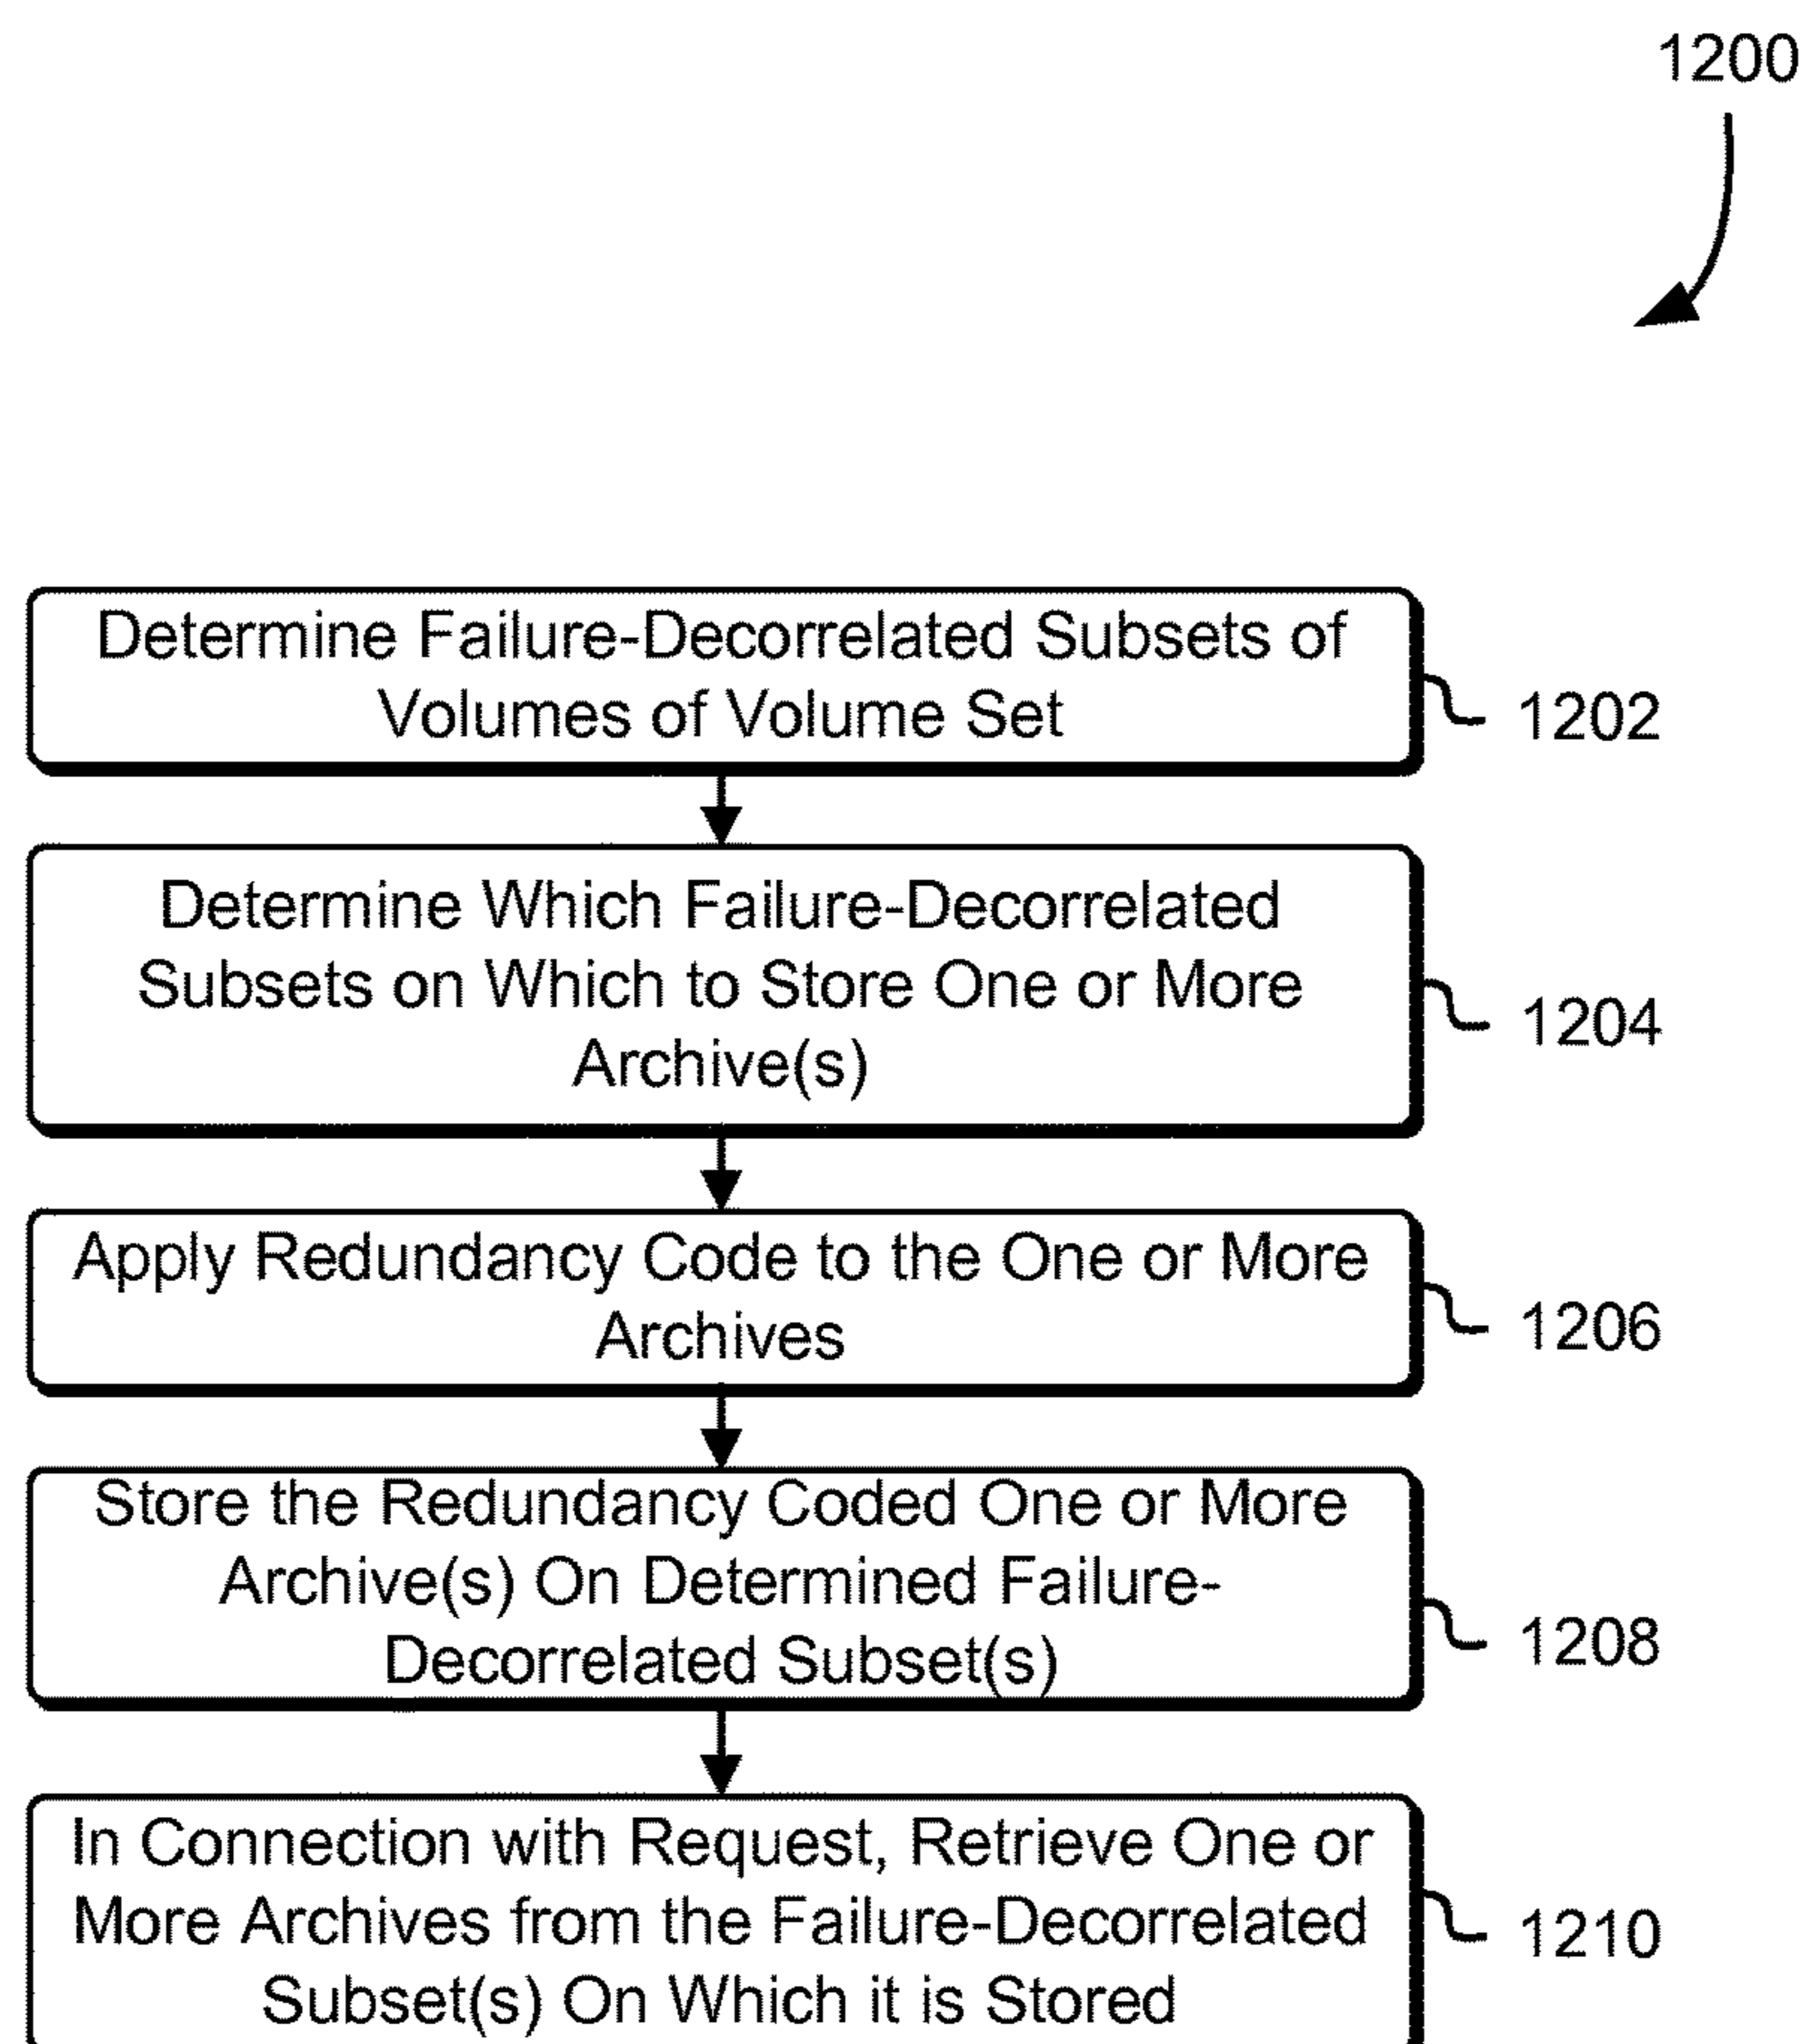 1200
Determine Failure-Decorrelated Subsets of
Volumes of Volume Set
1202
Determine Which Failure-Decorrelated
Subsets on Which to Store One or More
Archive(s)
1204
Apply Redundancy Code to the One or More
Archives
1206
Store the Redundancy Coded One or More
Archive(s) On Determined Failure-
Decorrelated Subset(s)
1208
In Connection with Request, Retrieve One or
More Archives from the Failure-Decorrelated
Subset(s) On Which it is Stored
1210